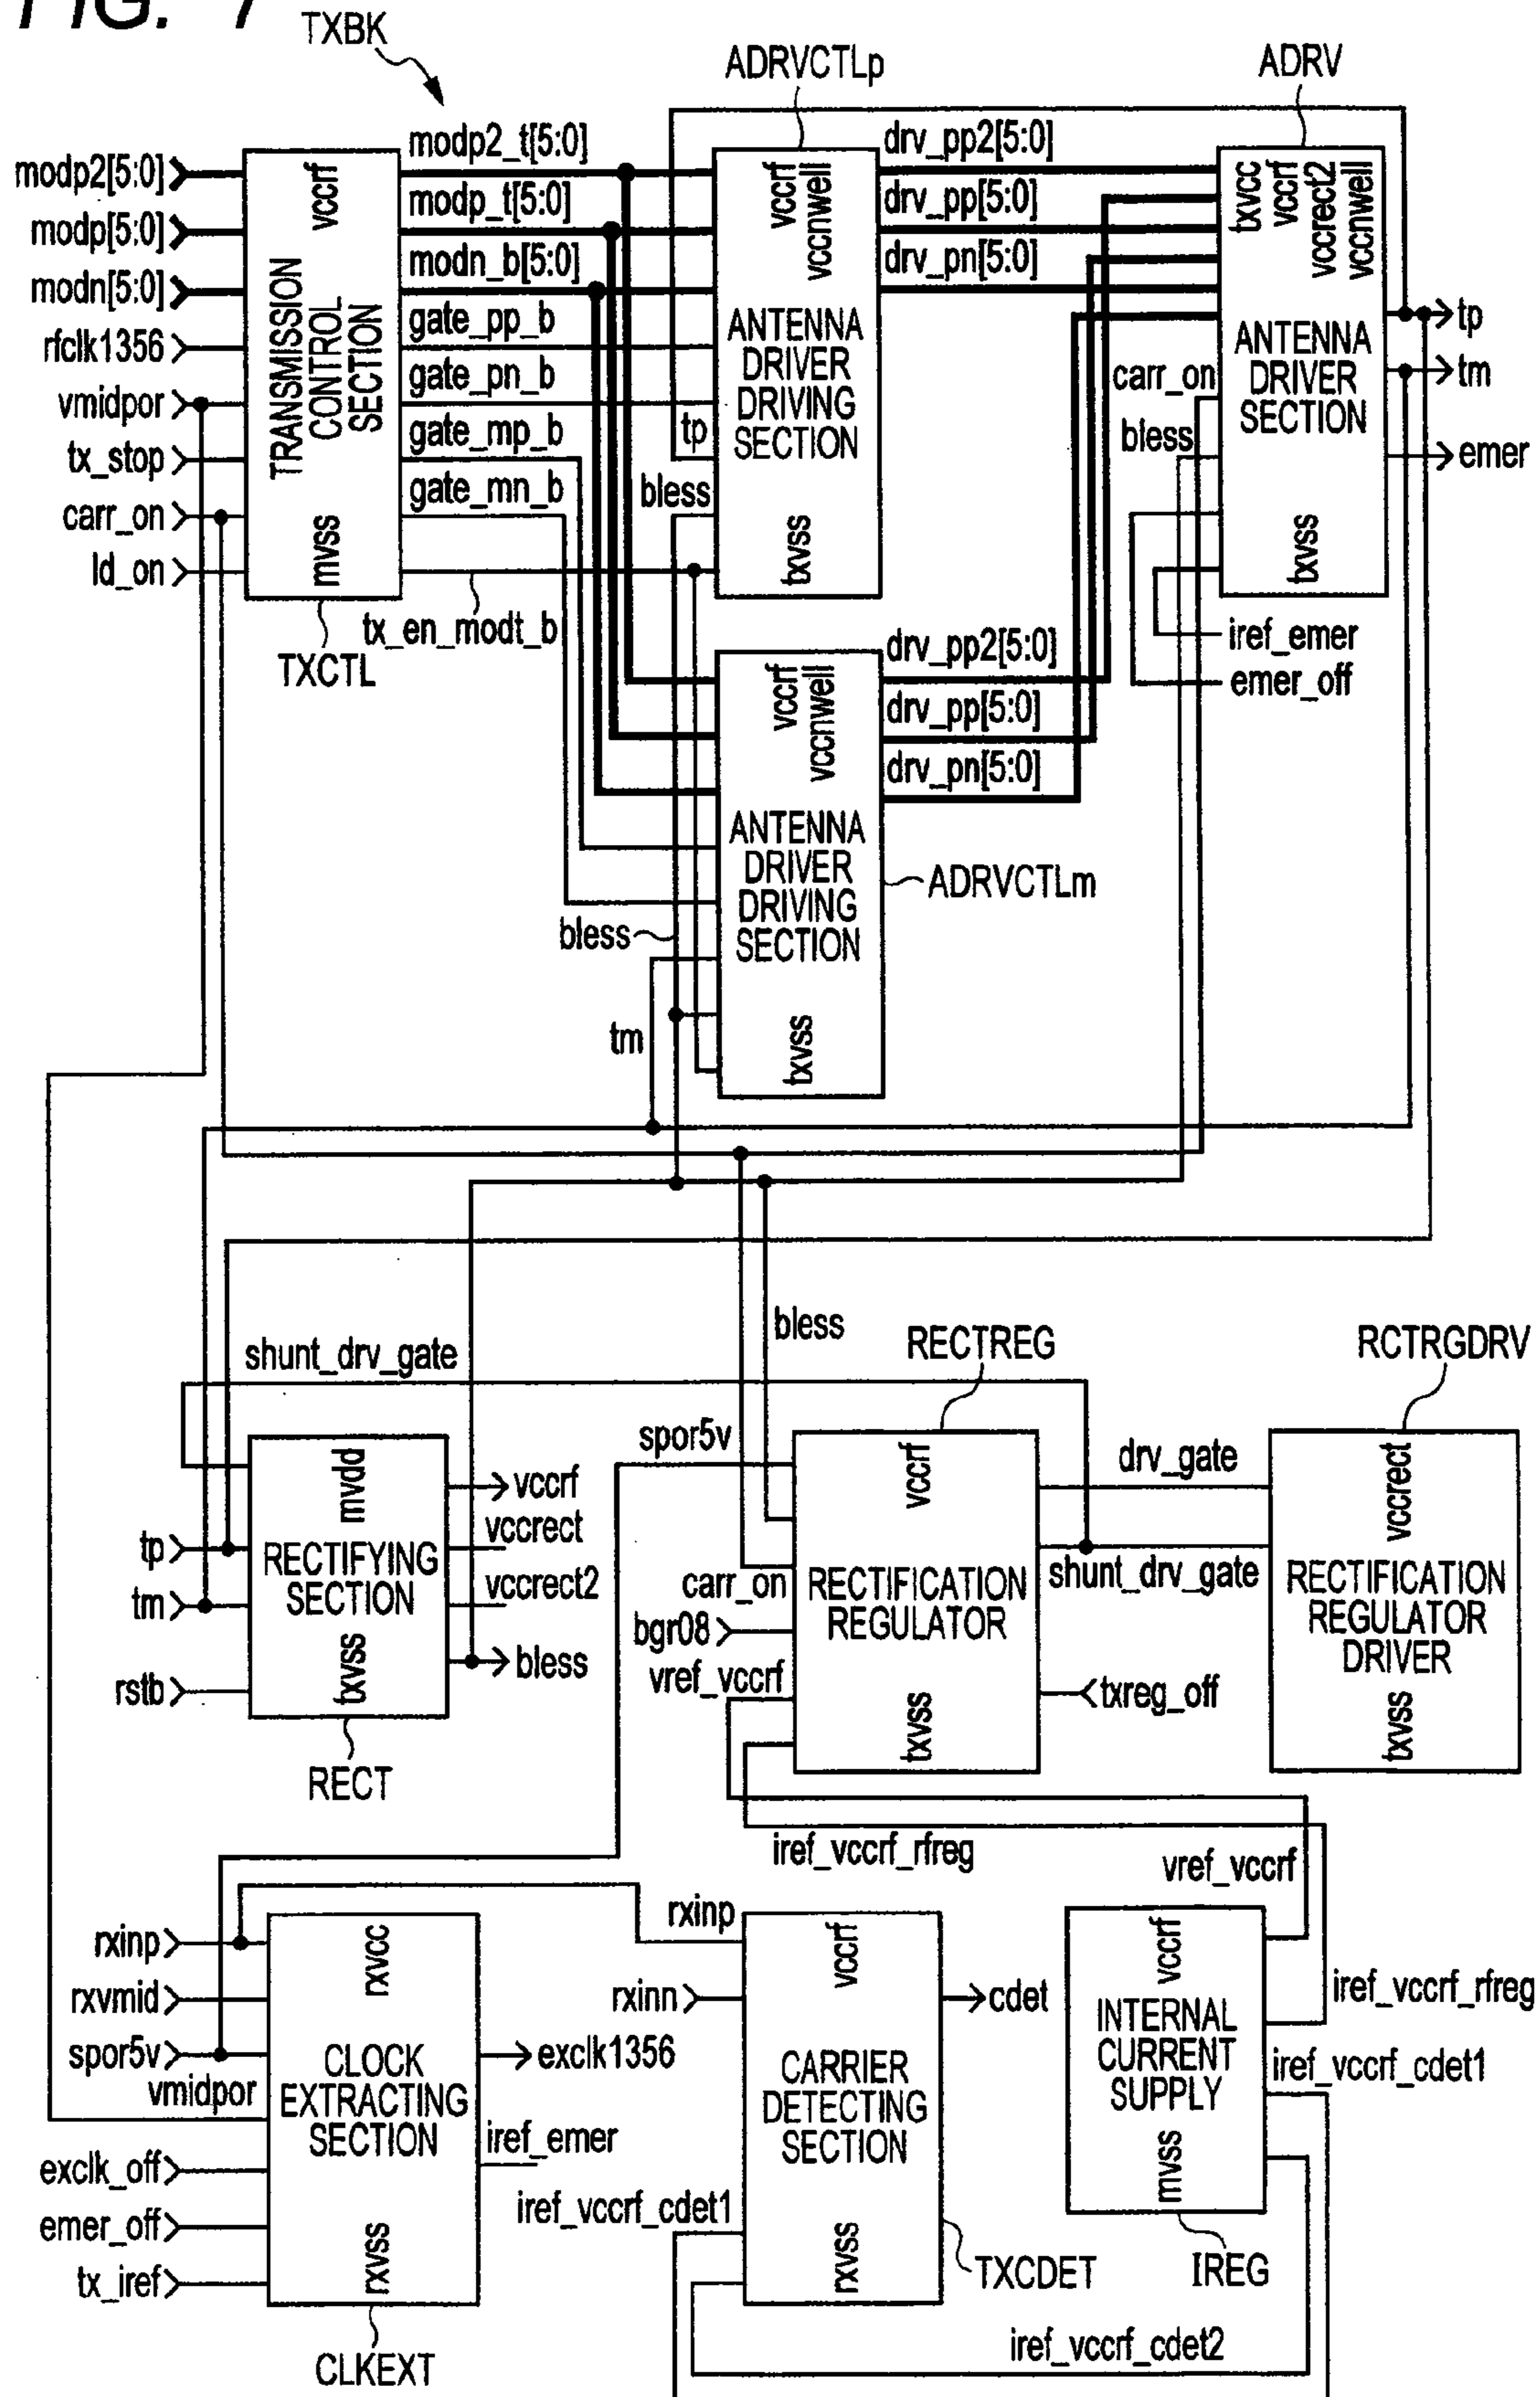 FIG. 7
TXBK
ADRVCTLp
ADRV
modp2[5:0]
modp[5:0]
modn[5:0]
rfclk1356
vmidpor
tx_stop
carr_on
ld_on
vccrf
TRANSMISSION
CONTROL
SECTION
mvss
TXCTL
modp2_t[5:0]
modp_t[5:0]
modn_b[5:0]
gate_pp_b
gate_pn_b
gate_mp_b
gate_mn_b
tx_en_modt_b
tp
bless
vccrf
vccnwell
ANTENNA
DRIVER
DRIVING
SECTION
txvss
drv_pp2[5:0]
drv_pp[5:0]
drv_pn[5:0]
carr_on
bless
txvcc
vccrf
vccrect2
vccnwell
ANTENNA
DRIVER
SECTION
txvss
tp
tm
emer
iref_emer
emer_off
vccrf
vccnwell
ANTENNA
DRIVER
DRIVING
SECTION
txvss
drv_pp2[5:0]
drv_pp[5:0]
drv_pn[5:0]
ADRVCTLm
bless
tm
bless
shunt_drv_gate
RECTREG
RCTRGDRV
tp
tm
rstb
mvdd
RECTIFYING
SECTION
txvss
RECT
vccrf
vccrect
vccrect2
bless
spor5v
carr_on
bgr08
vref_vccrf
vccrf
RECTIFICATION
REGULATOR
txvss
drv_gate
shunt_drv_gate
txreg_off
vccrect
RECTIFICATION
REGULATOR
DRIVER
txvss
iref_vccrf_rfreg
vref_vccrf
rxinp
rxvmid
spor5v
vmidpor
exclk_off
emer_off
tx_iref
rxvcc
CLOCK
EXTRACTING
SECTION
rxvss
CLKEXT
exclk1356
iref_emer
rxinp
rxinn
iref_vccrf_cdet1
vccrf
CARRIER
DETECTING
SECTION
rxvss
cdet
TXCDET
vccrf
INTERNAL
CURRENT
SUPPLY
mvss
IREG
iref_vccrf_rfreg
iref_vccrf_cdet1
iref_vccrf_cdet2